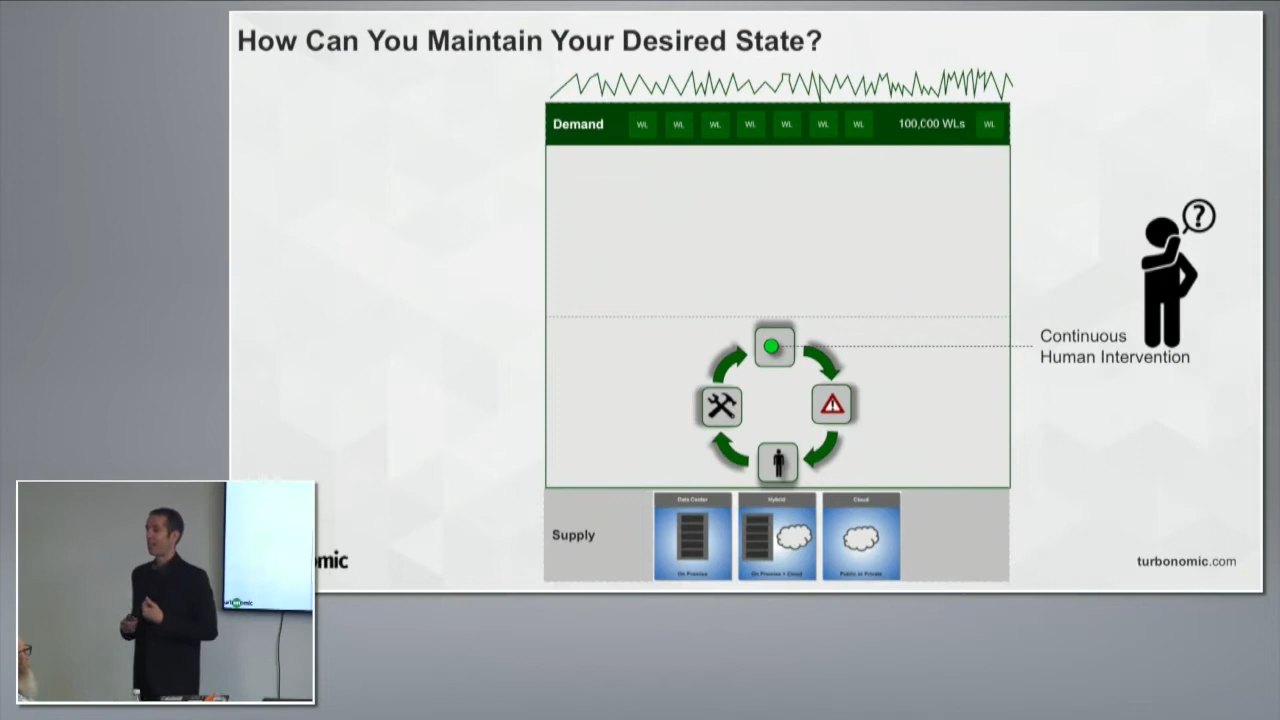 How Can You Maintain Your Desired State?
Demand
WL WL WL WL WL WL WL
100,000 WLs
WL
?
Continuous
Human Intervention
Supply
Data Center
Hybrid
Cloud
On Premise
On Premise + Cloud
Public or Private
omic
turbonomic.com